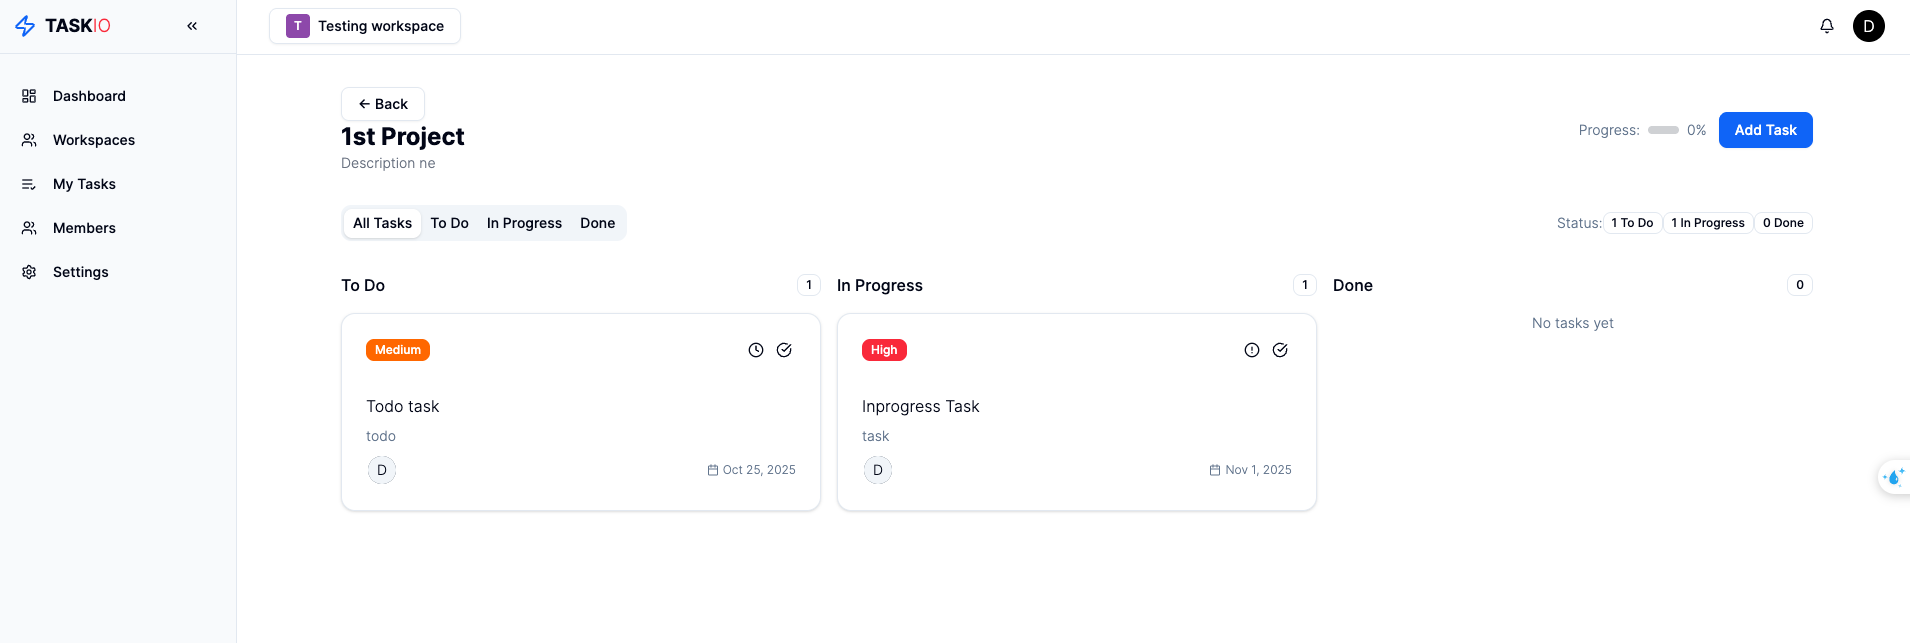 TASKIO
T Testing workspace
D
Dashboard
Workspaces
My Tasks
Members
Settings
← Back
1st Project
Description ne
Progress: 0%
Add Task
All Tasks To Do In Progress Done
Status: 1 To Do 1 In Progress 0 Done
To Do 1
Medium
Todo task
todo
D Oct 25, 2025
In Progress 1
High
Inprogress Task
task
D Nov 1, 2025
Done 0
No tasks yet